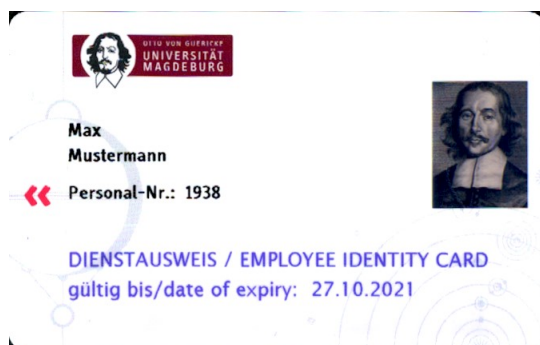 OTTO VON GUERICKE
UNIVERSITÄT
MAGDEBURG
Max
Mustermann
Personal-Nr.: 1938
DIENSTAUSWEIS / EMPLOYEE IDENTITY CARD
gültig bis/date of expiry: 27.10.2021